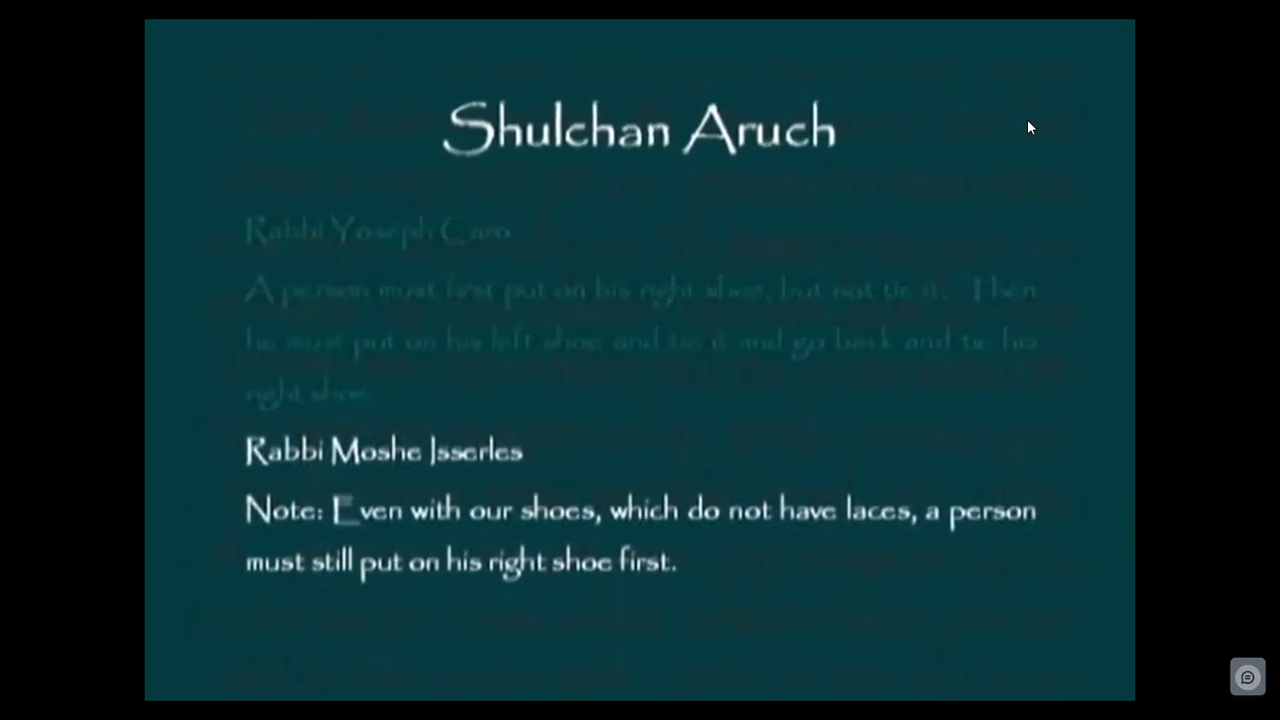 Shulchan Aruch
Rabbi Yoseph Caro
A person must first put on his right shoe, but not tie it. Then
he must put on his left shoe and tie it and go back and tie his
right shoe.
Rabbi Moshe Isserles
Note: Even with our shoes, which do not have laces, a person
must still put on his right shoe first.